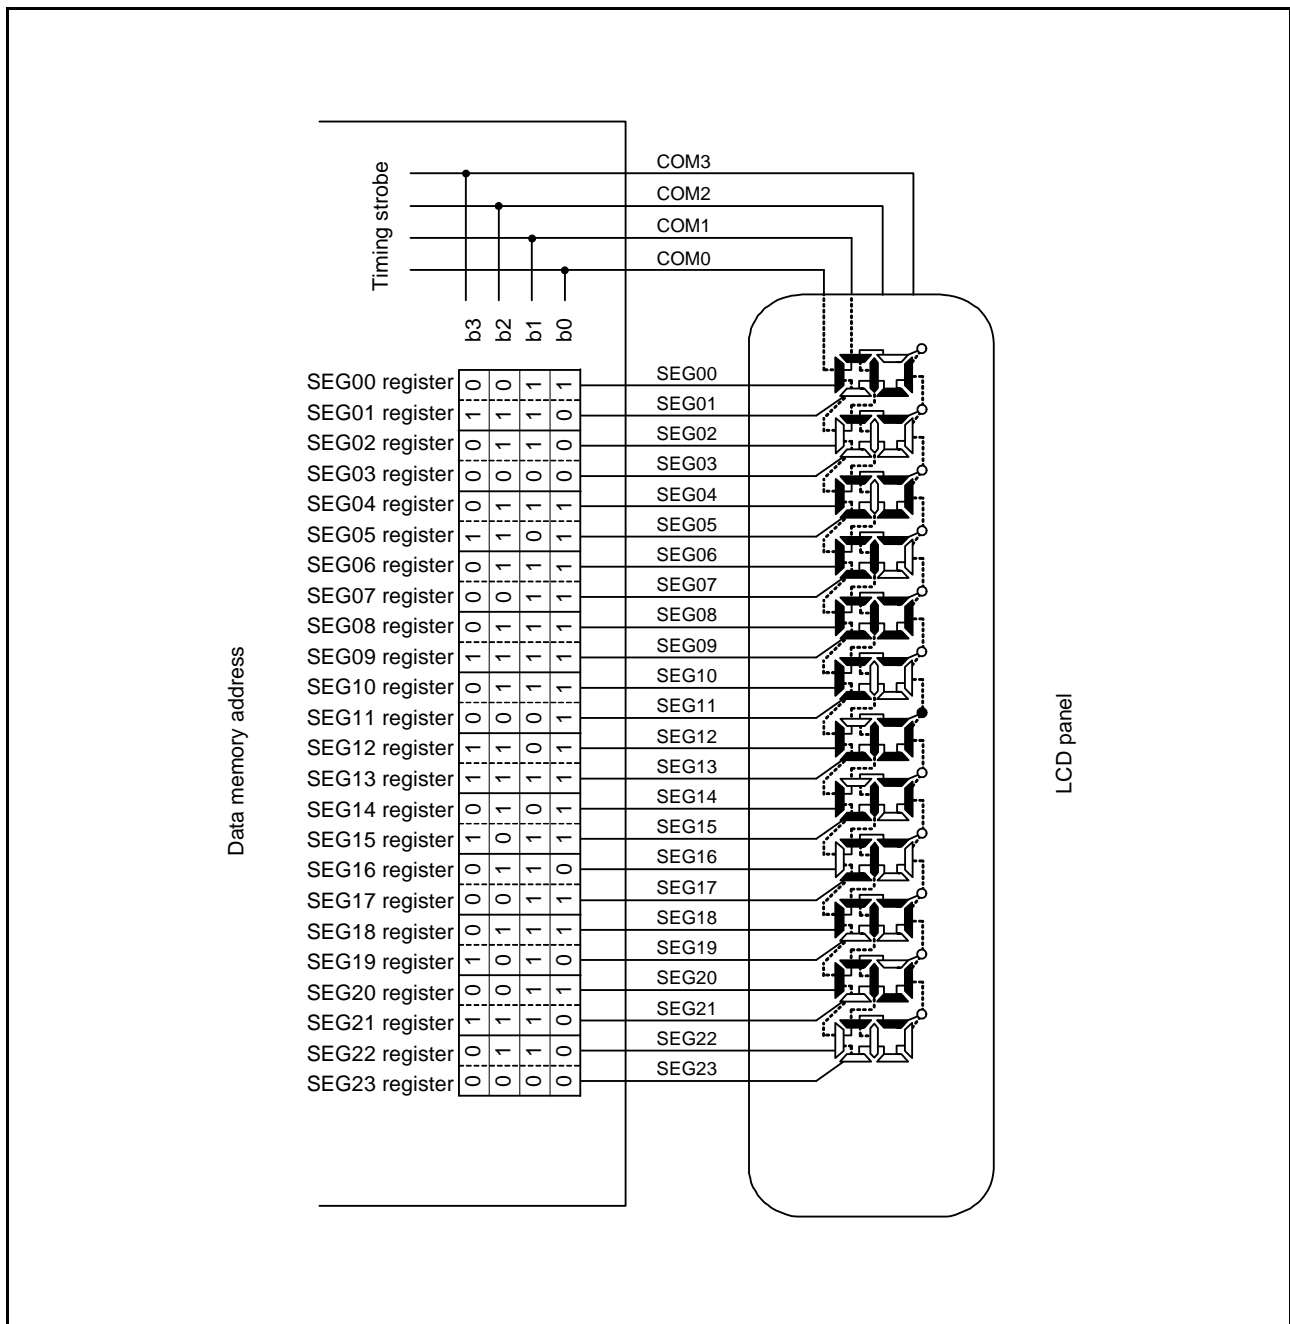 COM3
COM2
COM1
COM0
Timing strobe
b3 b2 b1 b0
SEG00 register 0 0 1 1 SEG00
SEG01 register 1 1 1 0 SEG01
SEG02 register 0 1 1 0 SEG02
SEG03 register 0 0 0 0 SEG03
SEG04 register 0 1 1 1 SEG04
SEG05 register 1 1 0 1 SEG05
SEG06 register 0 1 1 1 SEG06
SEG07 register 0 0 1 1 SEG07
SEG08 register 0 1 1 1 SEG08
SEG09 register 1 1 1 1 SEG09
SEG10 register 0 1 1 1 SEG10
SEG11 register 0 0 0 1 SEG11
SEG12 register 1 1 0 1 SEG12
SEG13 register 1 1 1 1 SEG13
SEG14 register 0 1 0 1 SEG14
SEG15 register 1 0 1 1 SEG15
SEG16 register 0 1 1 0 SEG16
SEG17 register 0 0 1 1 SEG17
SEG18 register 0 1 1 1 SEG18
SEG19 register 1 0 1 0 SEG19
SEG20 register 0 0 1 1 SEG20
SEG21 register 1 1 1 0 SEG21
SEG22 register 0 1 1 0 SEG22
SEG23 register 0 0 0 0 SEG23
Data memory address
LCD panel